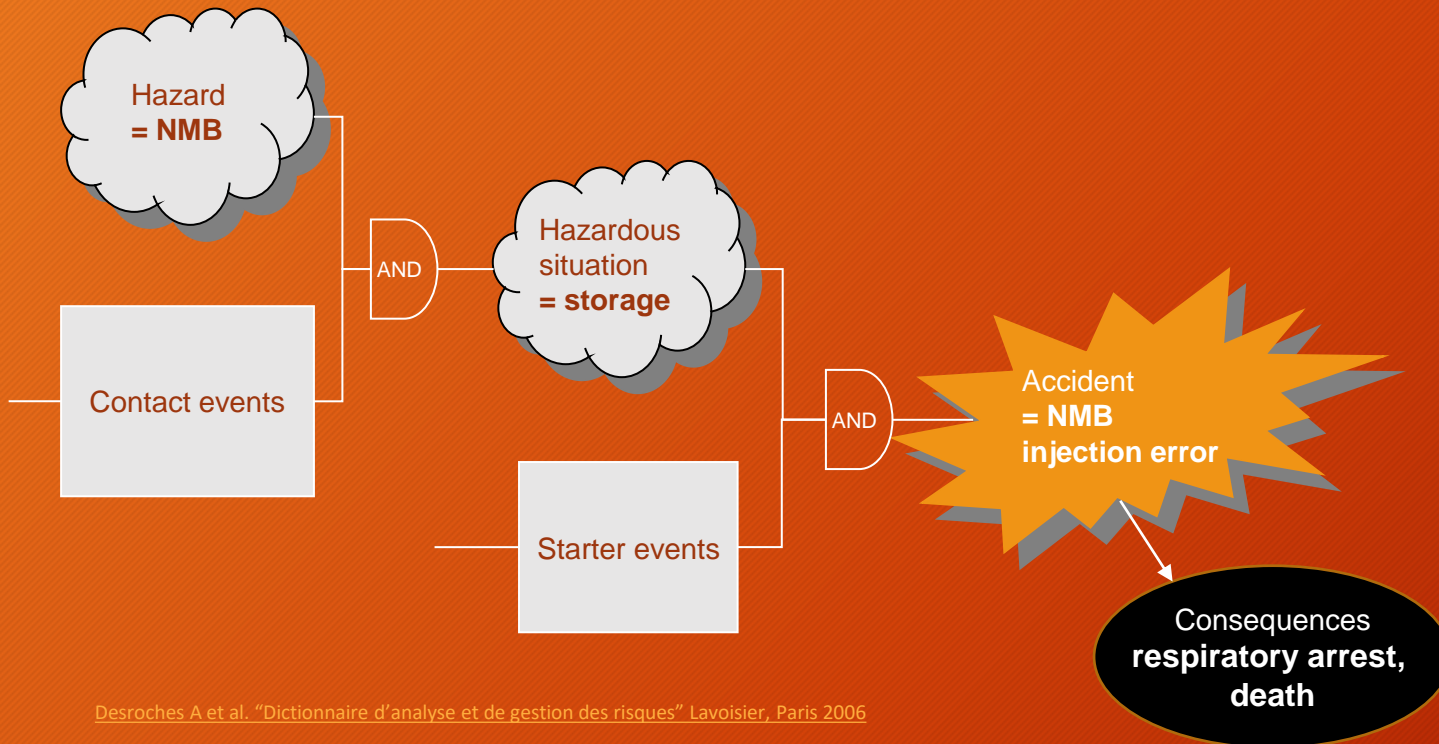 Hazard
= NMB
AND
Contact events
Hazardous
situation
= storage
AND
Starter events
Accident
= NMB
injection error
Consequences
respiratory arrest,
death
Desroches A et al. “Dictionnaire d’analyse et de gestion des risques” Lavoisier, Paris 2006